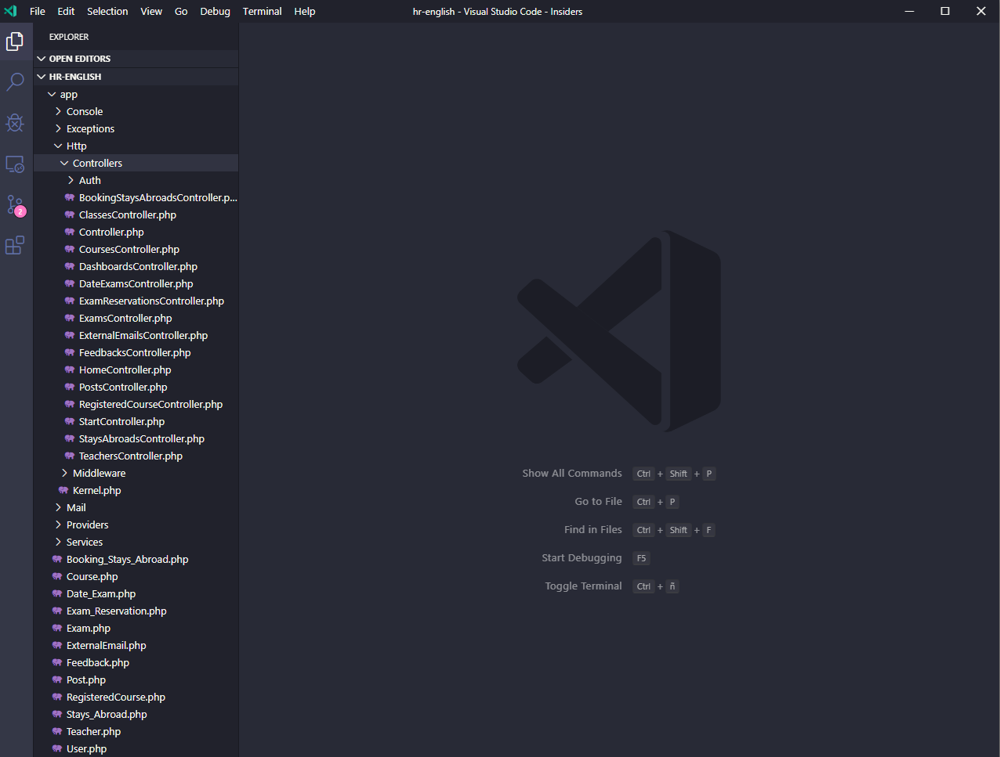 File Edit Selection View Go Debug Terminal Help hr-english - Visual Studio Code - Insiders
EXPLORER
OPEN EDITORS
HR-ENGLISH
app
Console
Exceptions
Http
Controllers
Auth
BookingStaysAbroadsController.p...
ClassesController.php
Controller.php
CoursesController.php
DashboardsController.php
DateExamsController.php
ExamReservationsController.php
ExamsController.php
ExternalEmailsController.php
FeedbacksController.php
HomeController.php
PostsController.php
RegisteredCourseController.php
StartController.php
StaysAbroadsController.php
TeachersController.php
Middleware
Kernel.php
Mail
Providers
Services
Booking_Stays_Abroad.php
Course.php
Date_Exam.php
Exam_Reservation.php
Exam.php
ExternalEmail.php
Feedback.php
Post.php
RegisteredCourse.php
Stays_Abroad.php
Teacher.php
User.php
2
Show All Commands Ctrl + Shift + P
Go to File Ctrl + P
Find in Files Ctrl + Shift + F
Start Debugging F5
Toggle Terminal Ctrl + ñ